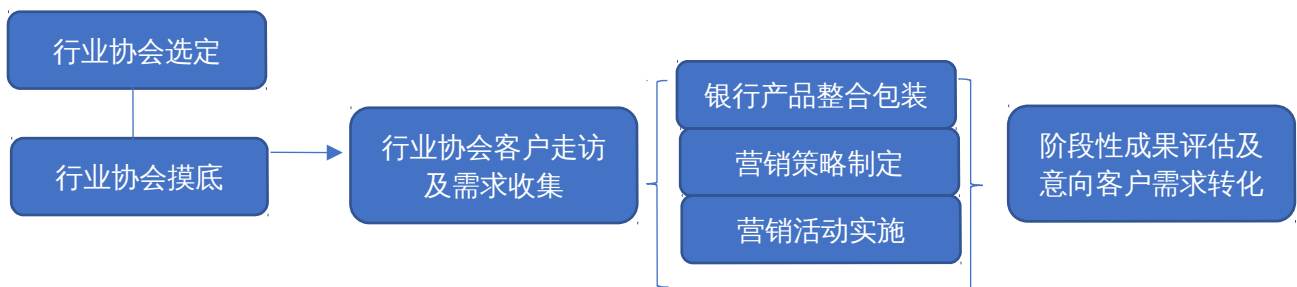 行业协会选定
行业协会摸底
行业协会客户走访
及需求收集
银行产品整合包装
营销策略制定
营销活动实施
阶段性成果评估及
意向客户需求转化